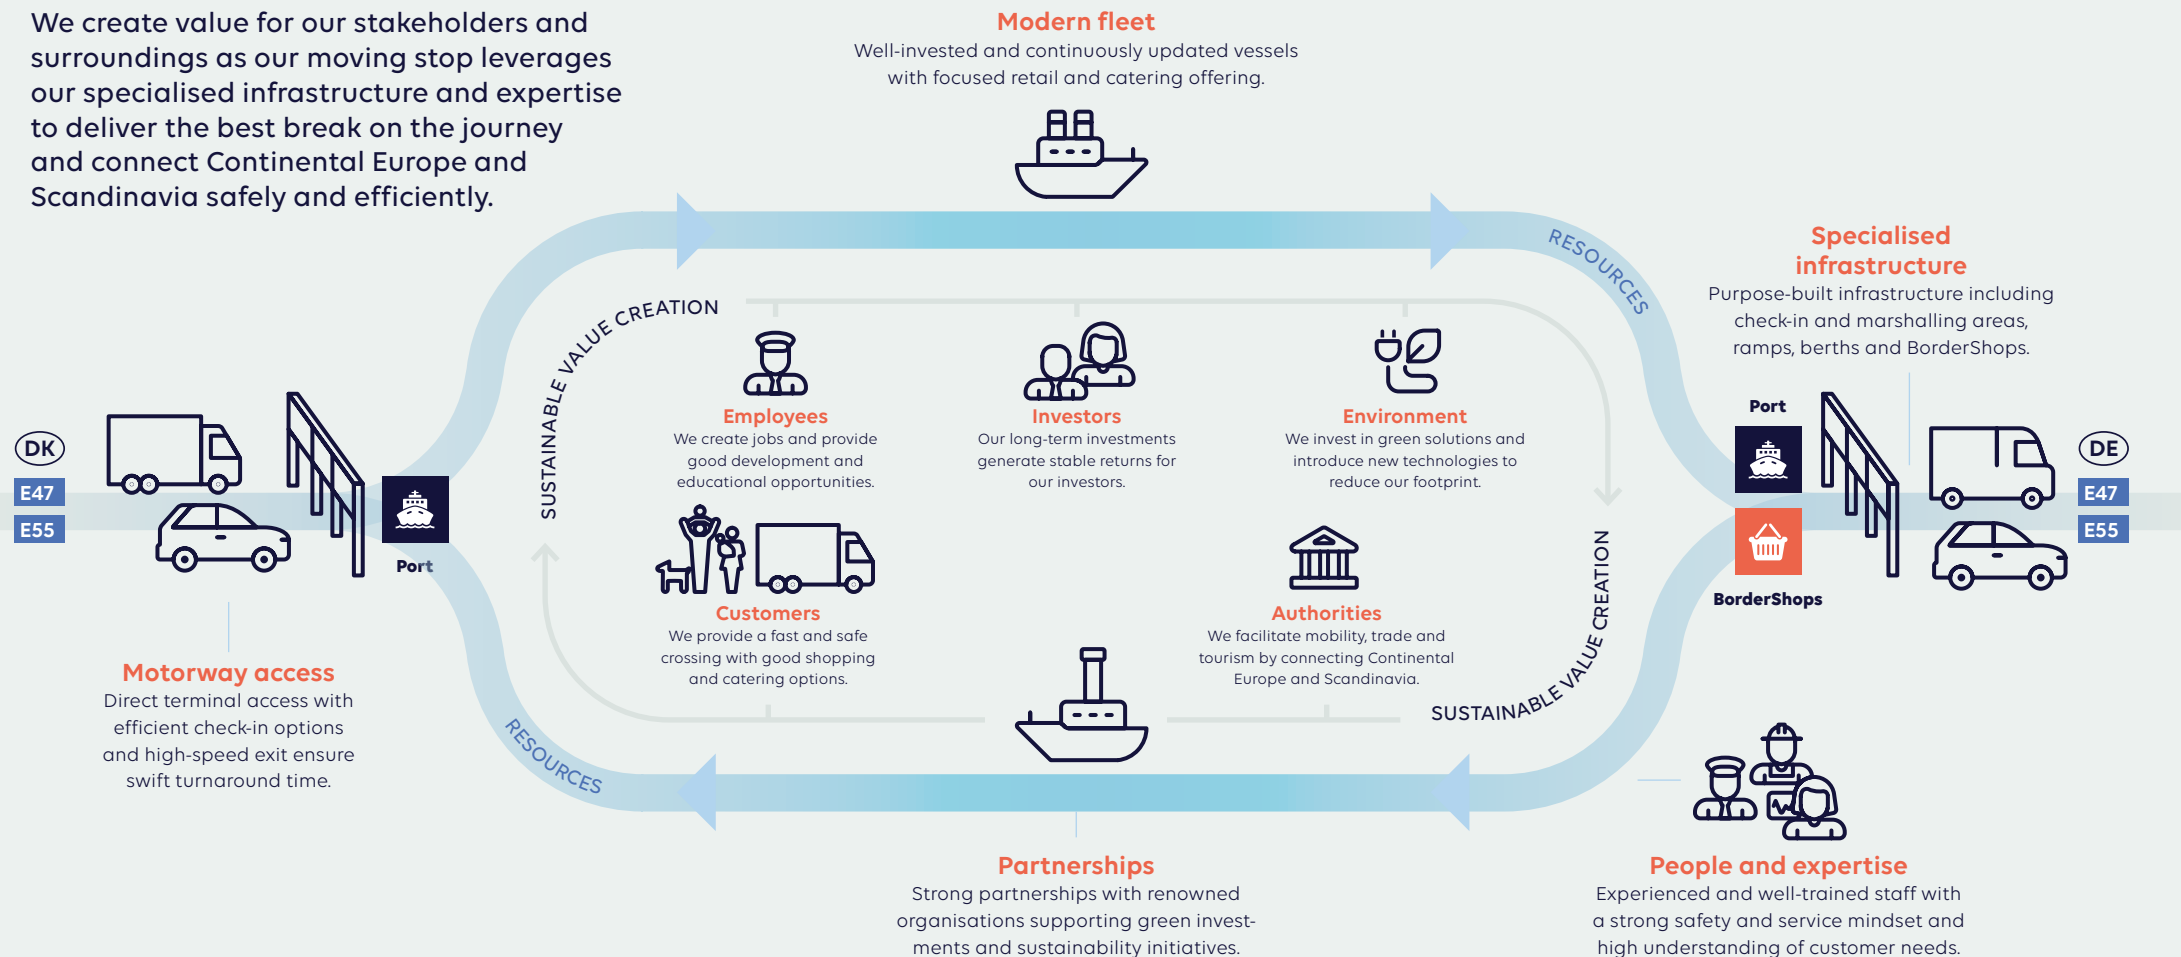 We create value for our stakeholders and
surroundings as our moving stop leverages
our specialised infrastructure and expertise
to deliver the best break on the journey
and connect Continental Europe and
Scandinavia safely and efficiently.
Modern fleet
Well-invested and continuously updated vessels
with focused retail and catering offering.
RESOURCES
Specialised
infrastructure
Purpose-built infrastructure including
check-in and marshalling areas,
ramps, berths and BorderShops.
SUSTAINABLE VALUE CREATION
Employees
We create jobs and provide
good development and
educational opportunities.
Investors
Our long-term investments
generate stable returns for
our investors.
Environment
We invest in green solutions and
introduce new technologies to
reduce our footprint.
DK
E47
E55
Port
Port
BorderShops
DE
E47
E55
Customers
We provide a fast and safe
crossing with good shopping
and catering options.
Authorities
We facilitate mobility, trade and
tourism by connecting Continental
Europe and Scandinavia.
SUSTAINABLE VALUE CREATION
Motorway access
Direct terminal access with
efficient check-in options
and high-speed exit ensure
swift turnaround time.
RESOURCES
Partnerships
Strong partnerships with renowned
organisations supporting green invest-
ments and sustainability initiatives.
People and expertise
Experienced and well-trained staff with
a strong safety and service mindset and
high understanding of customer needs.